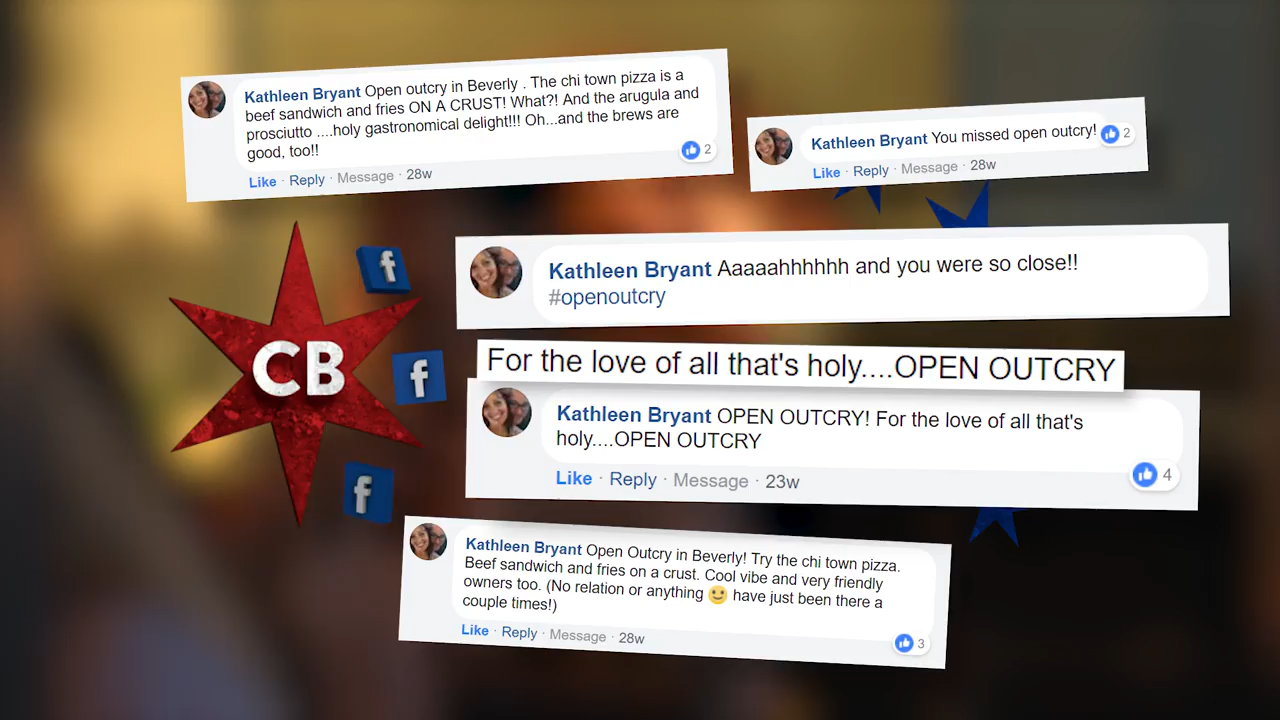 Kathleen Bryant Open outcry in Beverly . The chi town pizza is a
beef sandwich and fries ON A CRUST! What?! And the arugula and
prosciutto ....holy gastronomical delight!!! Oh...and the brews are
good, too!!
2
Like · Reply · Message · 28w
Kathleen Bryant You missed open outcry!
2
Like · Reply · Message · 28w
Kathleen Bryant Aaaaahhhhhh and you were so close!!
#openoutcry
CB
f
f
f
For the love of all that's holy....OPEN OUTCRY
Kathleen Bryant OPEN OUTCRY! For the love of all that's
holy....OPEN OUTCRY
Like · Reply · Message · 23w
4
Kathleen Bryant Open Outcry in Beverly! Try the chi town pizza.
Beef sandwich and fries on a crust. Cool vibe and very friendly
owners too. (No relation or anything 🙂 have just been there a
couple times!)
Like · Reply · Message · 28w
3